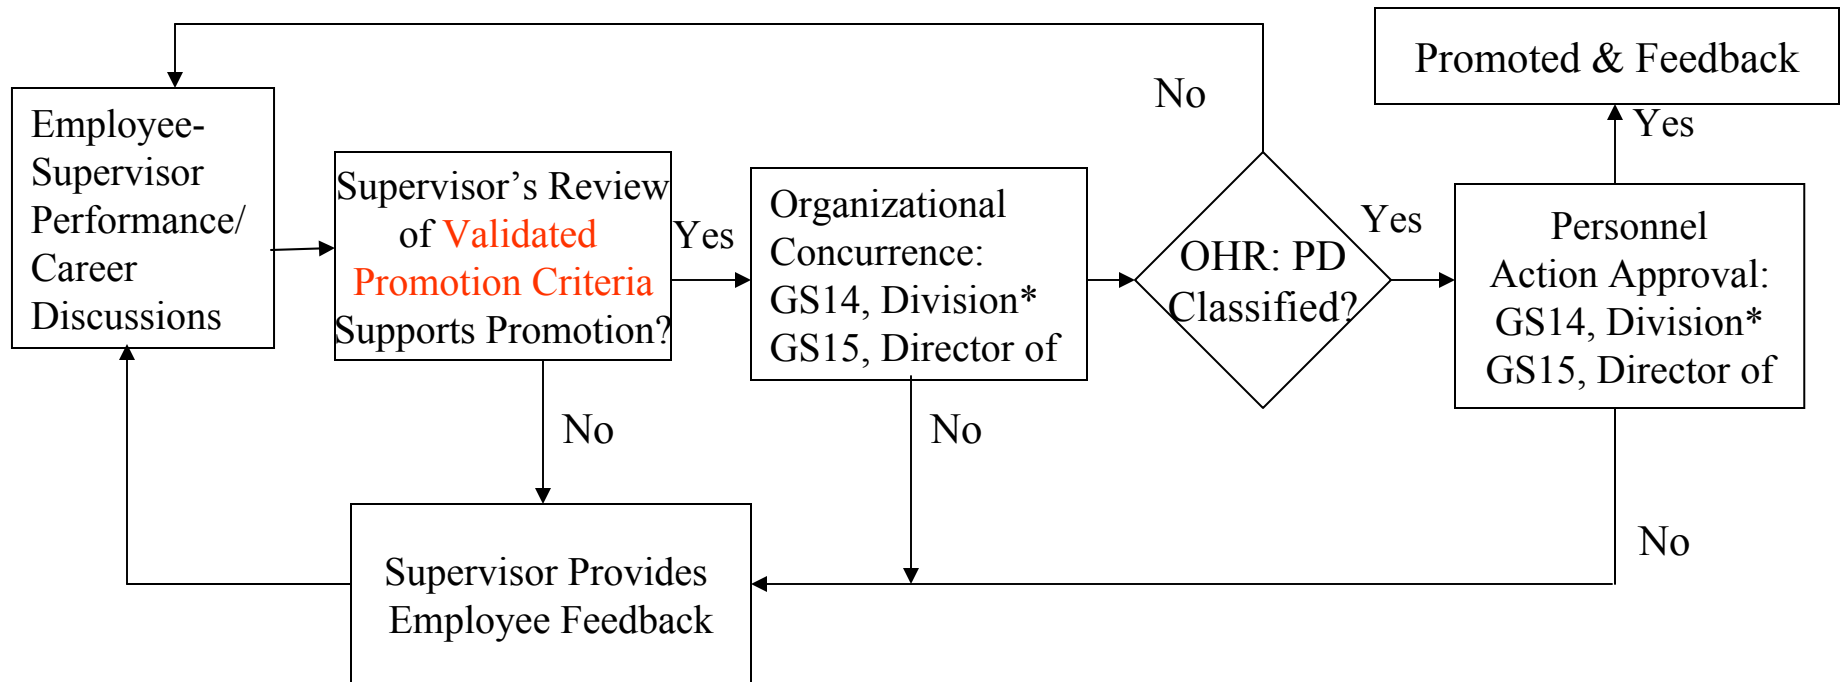 Employee-
Supervisor
Performance/
Career
Discussions
Supervisor’s Review
of Validated
Promotion Criteria
Supports Promotion?
Yes
No
Organizational
Concurrence:
GS14, Division*
GS15, Director of
No
OHR: PD
Classified?
No
Yes
Personnel
Action Approval:
GS14, Division*
GS15, Director of
Yes
No
Promoted & Feedback
Supervisor Provides
Employee Feedback